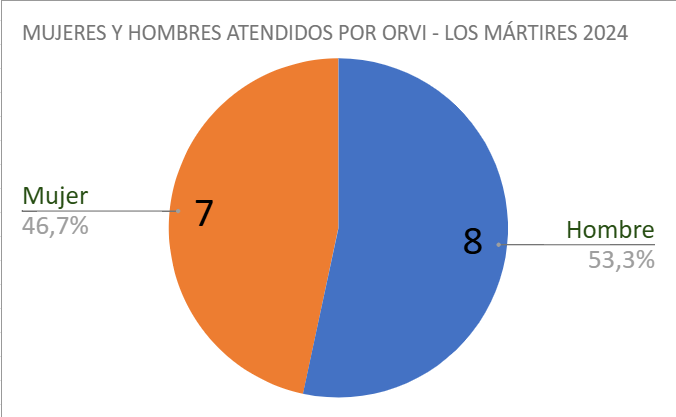 MUJERES Y HOMBRES ATENDIDOS POR ORVI - LOS MÁRTIRES 2024
Mujer
46,7%
7
8
Hombre
53,3%